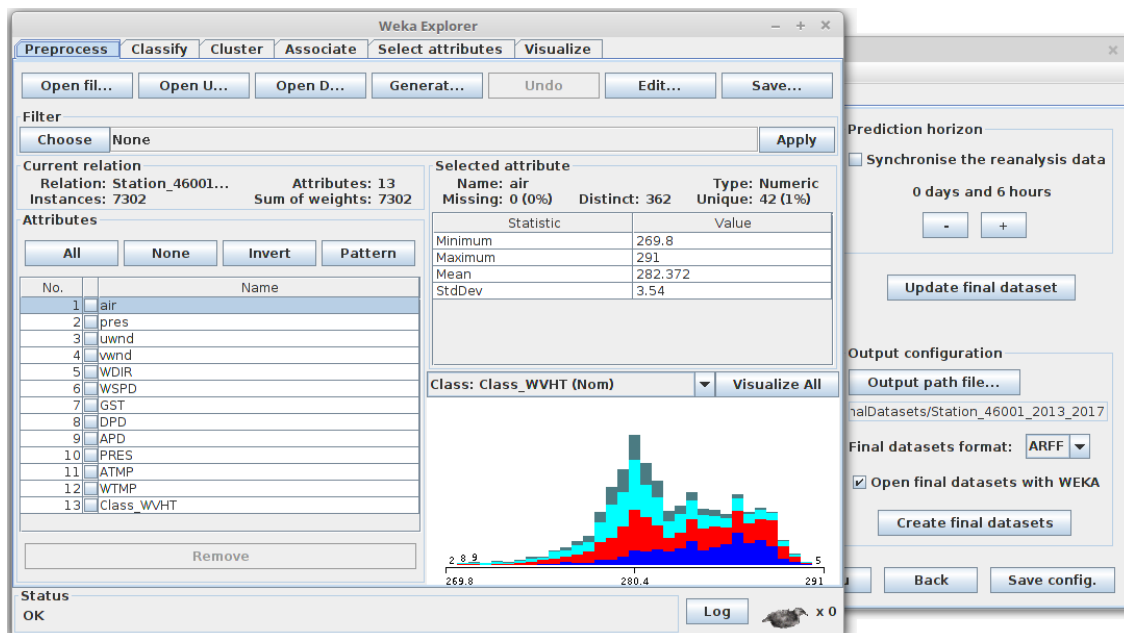 Weka Explorer
Preprocess Classify Cluster Associate Select attributes Visualize
Open fil... Open U... Open D... Generat... Undo Edit... Save...
Filter
Choose None Apply
Current relation
Relation: Station_46001... Attributes: 13
Instances: 7302 Sum of weights: 7302
Attributes
All None Invert Pattern
No. Name
1 air
2 pres
3 uwnd
4 vwnd
5 WDIR
6 WSPD
7 GST
8 DPD
9 APD
10 PRES
11 ATMP
12 WTMP
13 Class_WVHT
Remove
Selected attribute
Name: air Type: Numeric
Missing: 0 (0%) Distinct: 362 Unique: 42 (1%)
Statistic Value
Minimum 269.8
Maximum 291
Mean 282.372
StdDev 3.54
Class: Class_WVHT (Nom) Visualize All
2 8 9 5
269.8 280.4 291
Status
OK
Log x 0
Prediction horizon
Synchronise the reanalysis data
0 days and 6 hours
- +
Update final dataset
Output configuration
Output path file...
nalDatasets/Station_46001_2013_2017
Final datasets format: ARFF
Open final datasets with WEKA
Create final datasets
Back Save config.